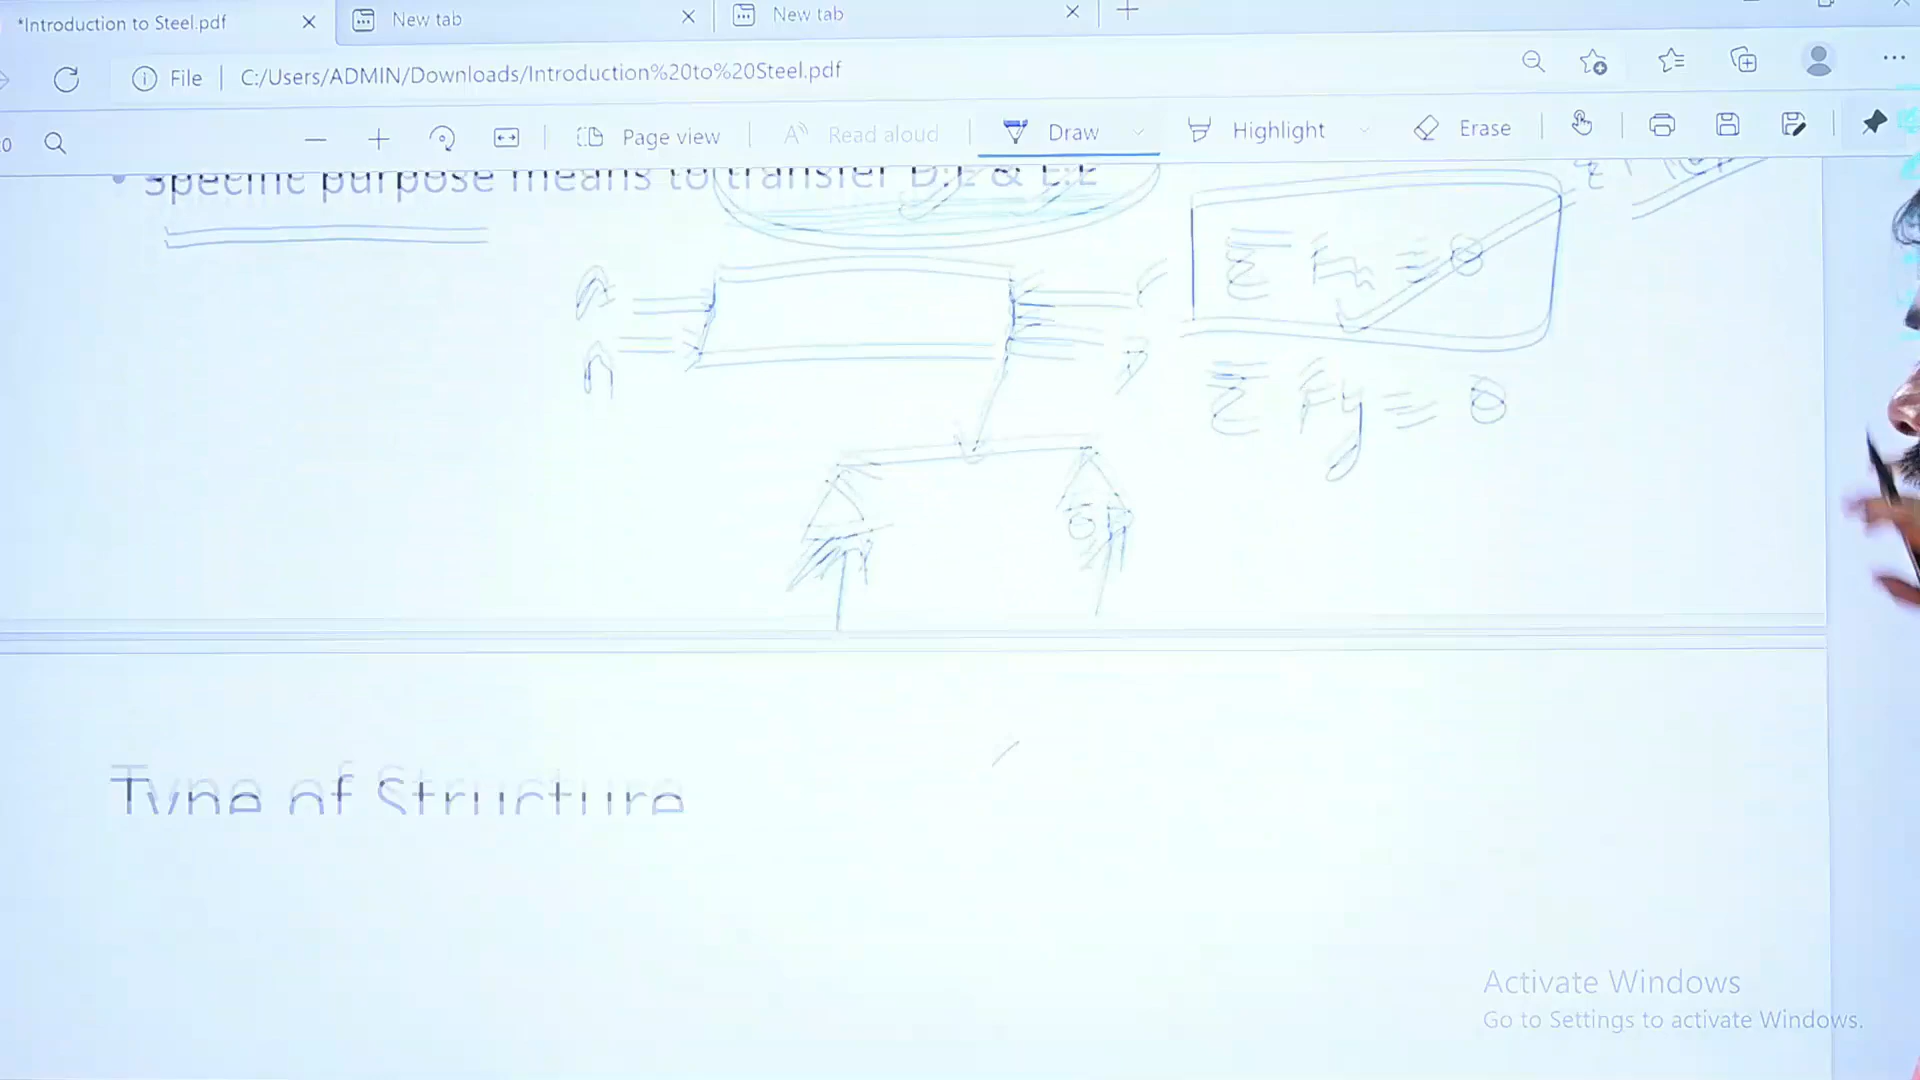 *Introduction to Steel.pdf
New tab
New tab
File
C:/Users/ADMIN/Downloads/Introduction%20to%20Steel.pdf
Page view
Read aloud
Draw
Highlight
Erase
Specific purpose means to transfer D.L & L.L
Σ Fx = 0
Σ Fy = 0
Type of Structure
Activate Windows
Go to Settings to activate Windows.